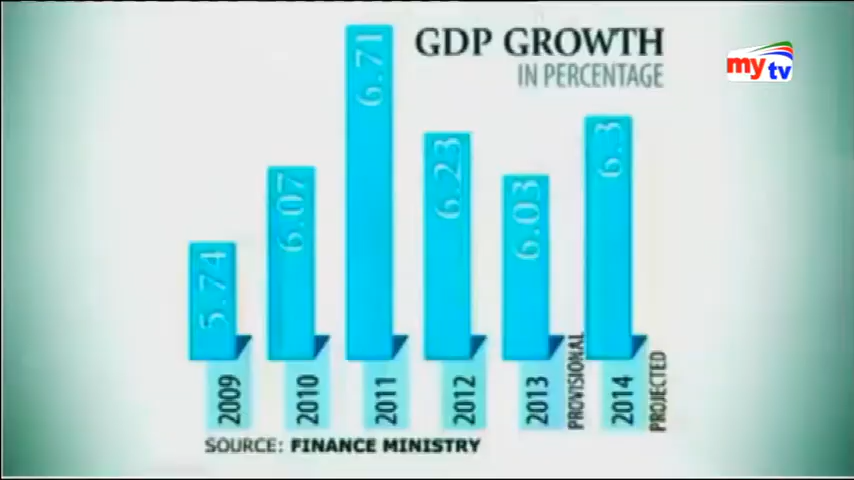 GDP GROWTH
IN PERCENTAGE
my tv
5.74
6.07
6.71
6.23
6.03
6.3
2009
2010
2011
2012
2013
PROVISIONAL
2014
PROJECTED
SOURCE: FINANCE MINISTRY